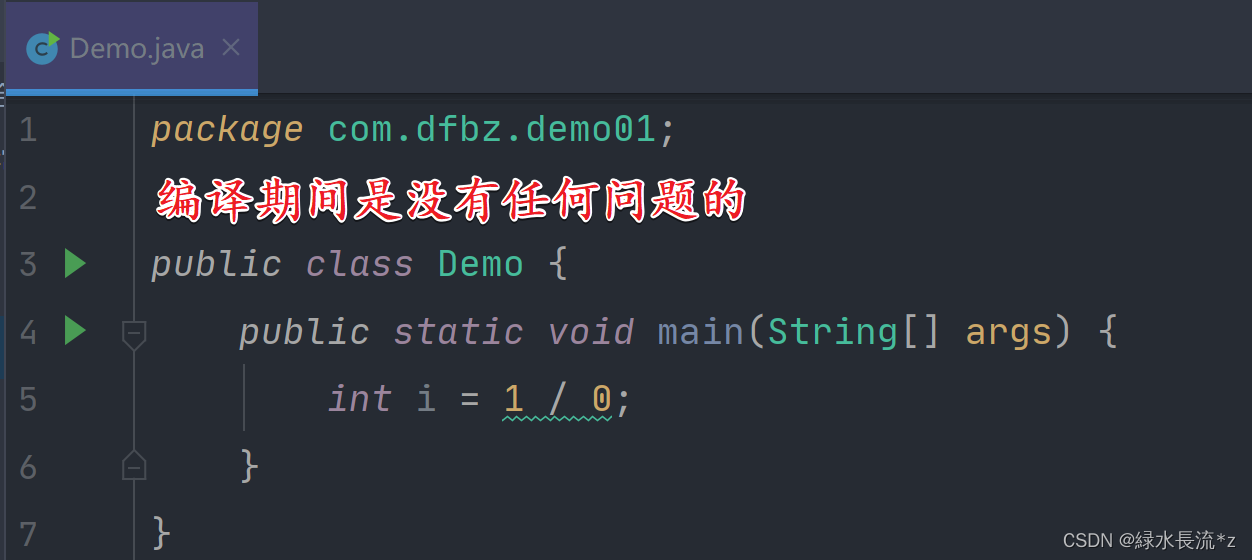 Demo.java
1 package com.dfbz.demo01;
2 编译期间是没有任何问题的
3 public class Demo {
4 public static void main(String[] args) {
5 int i = 1 / 0;
6 }
7 }
CSDN @緑水長流*z